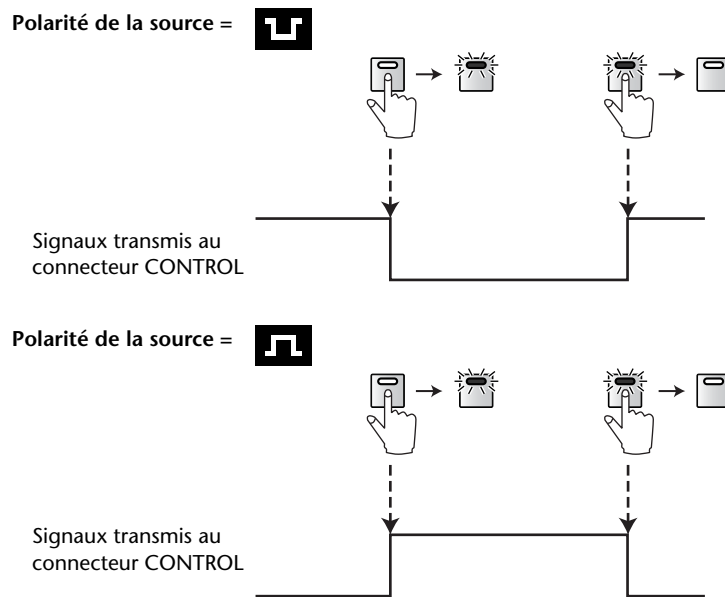 Polarité de la source =
Signaux transmis au
connecteur CONTROL
Polarité de la source =
Signaux transmis au
connecteur CONTROL